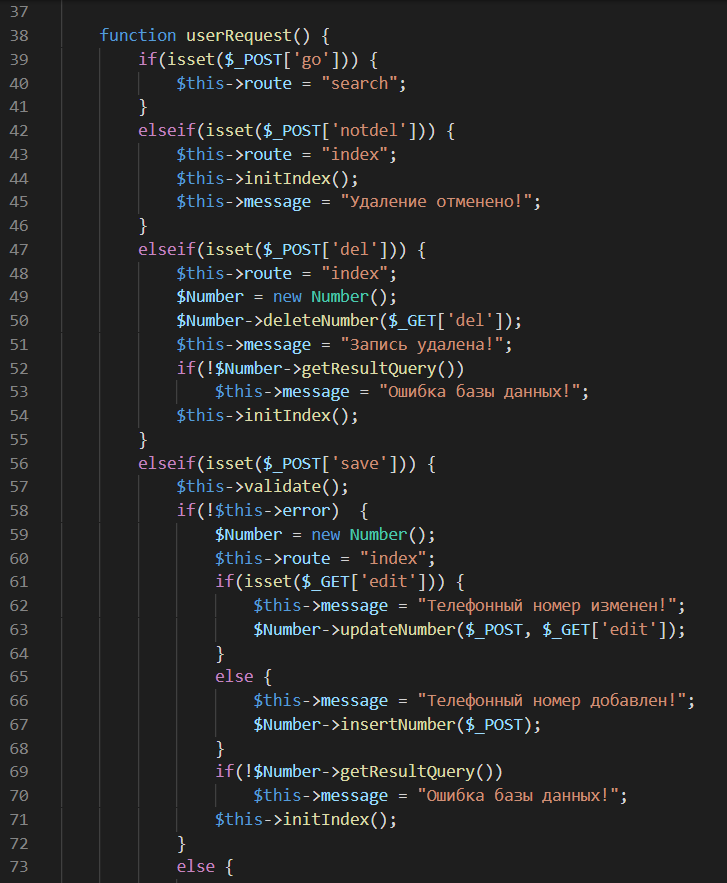 37
38 function userRequest() {
39 if(isset($_POST['go'])) {
40 $this->route = "search";
41 }
42 elseif(isset($_POST['notdel'])) {
43 $this->route = "index";
44 $this->initIndex();
45 $this->message = "Удаление отменено!";
46 }
47 elseif(isset($_POST['del'])) {
48 $this->route = "index";
49 $Number = new Number();
50 $Number->deleteNumber($_GET['del']);
51 $this->message = "Запись удалена!";
52 if(!$Number->getResultQuery())
53 $this->message = "Ошибка базы данных!";
54 $this->initIndex();
55 }
56 elseif(isset($_POST['save'])) {
57 $this->validate();
58 if(!$this->error)  {
59 $Number = new Number();
60 $this->route = "index";
61 if(isset($_GET['edit'])) {
62 $this->message = "Телефонный номер изменен!";
63 $Number->updateNumber($_POST, $_GET['edit']);
64 }
65 else {
66 $this->message = "Телефонный номер добавлен!";
67 $Number->insertNumber($_POST);
68 }
69 if(!$Number->getResultQuery())
70 $this->message = "Ошибка базы данных!";
71 $this->initIndex();
72 }
73 else {